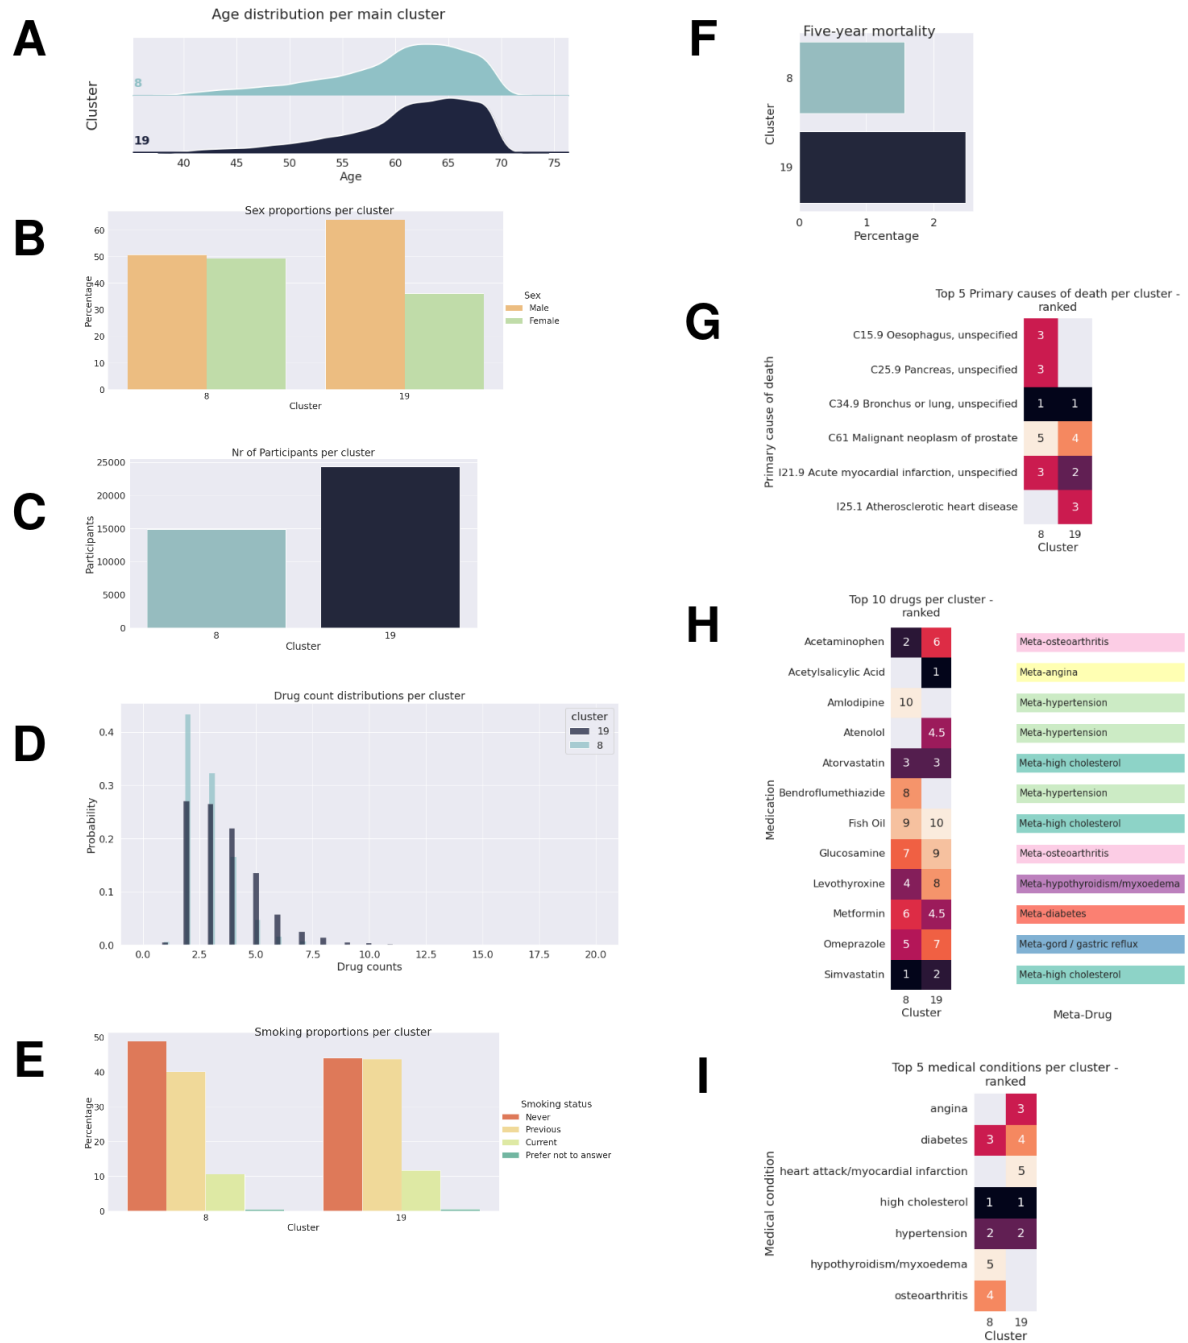 A
Age distribution per main cluster
Cluster
8
19
40 45 50 55 60 65 70 75
Age
B
Sex proportions per cluster
Percentage
60
50
40
30
20
10
0
8 19
Cluster
Sex
Male
Female
C
Nr of Participants per cluster
Participants
25000
20000
15000
10000
5000
0
8 19
Cluster
D
Drug count distributions per cluster
Probability
0.4
0.3
0.2
0.1
0.0
cluster
19
8
0.0 2.5 5.0 7.5 10.0 12.5 15.0 17.5 20.0
Drug counts
E
Smoking proportions per cluster
Percentage
50
40
30
20
10
0
8 19
Cluster
Smoking status
Never
Previous
Current
Prefer not to answer
F
Five-year mortality
Cluster
8
19
0 1 2
Percentage
G
Top 5 Primary causes of death per cluster -
ranked
Primary cause of death
C15.9 Oesophagus, unspecified 3
C25.9 Pancreas, unspecified 3
C34.9 Bronchus or lung, unspecified 1 1
C61 Malignant neoplasm of prostate 5 4
I21.9 Acute myocardial infarction, unspecified 3 2
I25.1 Atherosclerotic heart disease 3
8 19
Cluster
H
Top 10 drugs per cluster -
ranked
Medication
Acetaminophen 2 6 Meta-osteoarthritis
Acetylsalicylic Acid 1 Meta-angina
Amlodipine 10 Meta-hypertension
Atenolol 4.5 Meta-hypertension
Atorvastatin 3 3 Meta-high cholesterol
Bendroflumethiazide 8 Meta-hypertension
Fish Oil 9 10 Meta-high cholesterol
Glucosamine 7 9 Meta-osteoarthritis
Levothyroxine 4 8 Meta-hypothyroidism/myxoedema
Metformin 6 4.5 Meta-diabetes
Omeprazole 5 7 Meta-gord / gastric reflux
Simvastatin 1 2 Meta-high cholesterol
8 19
Cluster
Meta-Drug
I
Top 5 medical conditions per cluster -
ranked
Medical condition
angina 3
diabetes 3 4
heart attack/myocardial infarction 5
high cholesterol 1 1
hypertension 2 2
hypothyroidism/myxoedema 5
osteoarthritis 4
8 19
Cluster